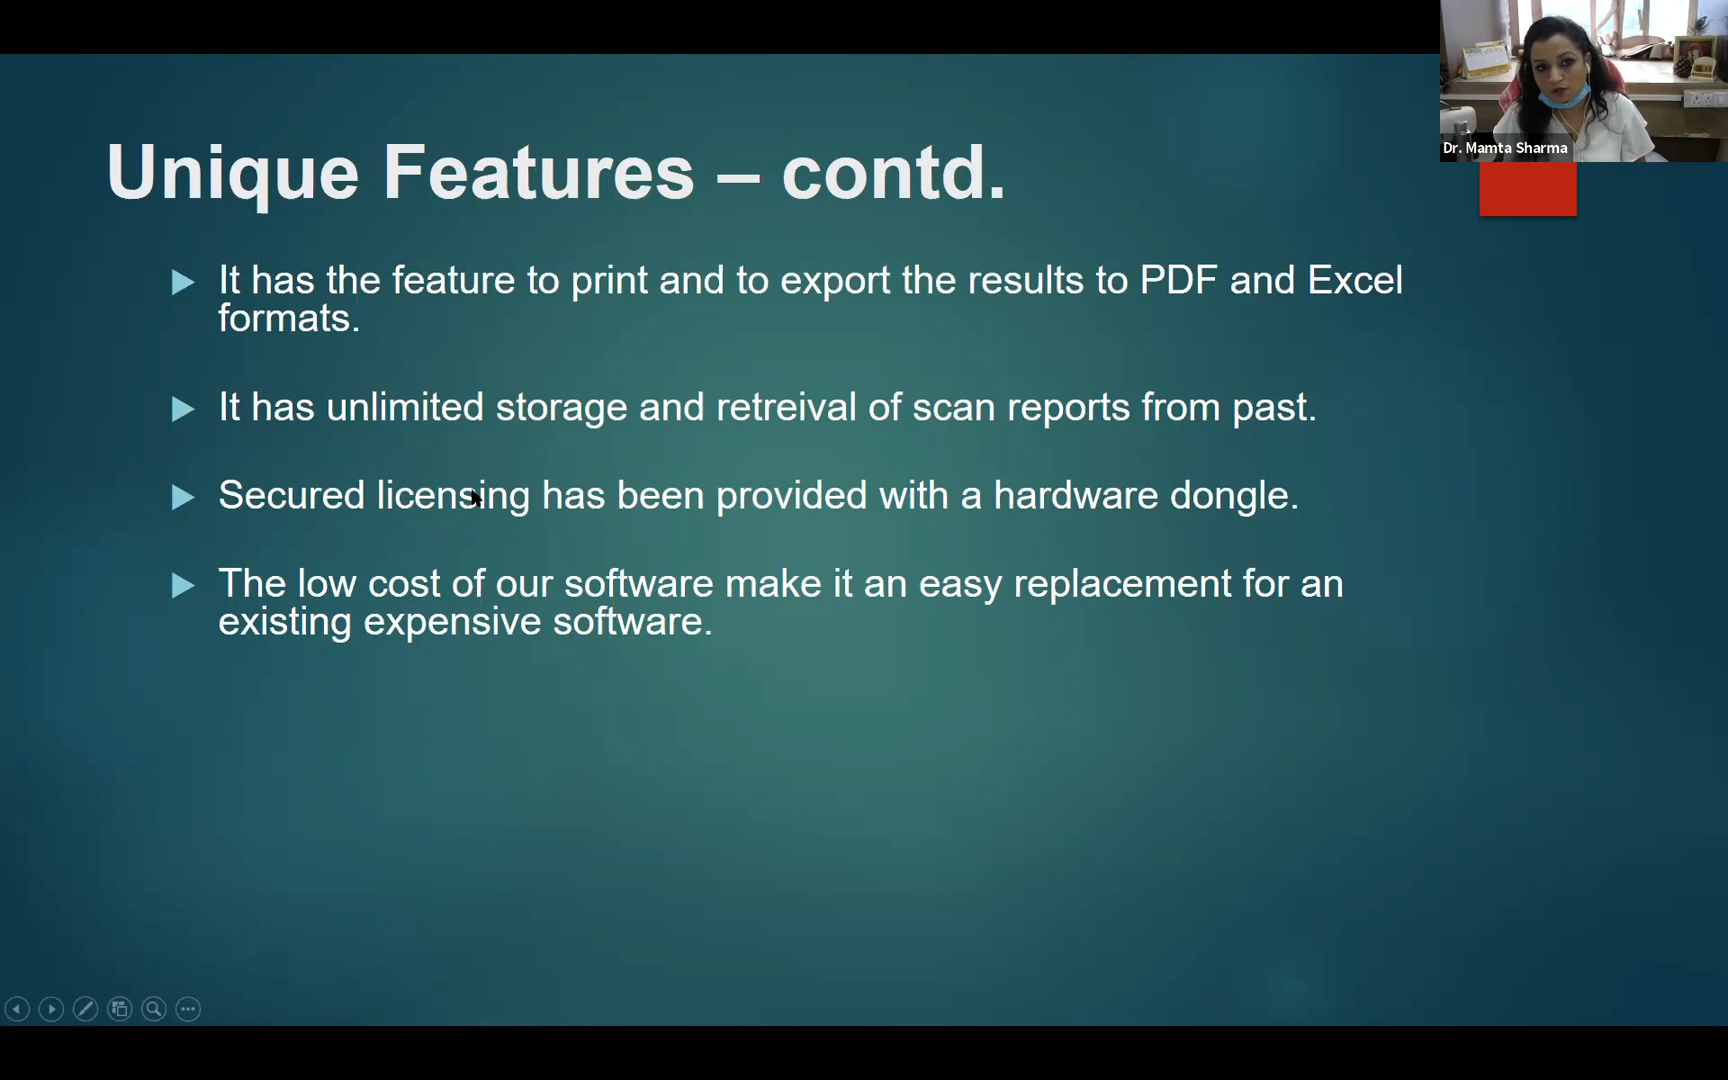 Dr. Mamta Sharma
Unique Features – contd.
It has the feature to print and to export the results to PDF and Excel
formats.
It has unlimited storage and retreival of scan reports from past.
Secured licensing has been provided with a hardware dongle.
The low cost of our software make it an easy replacement for an
existing expensive software.